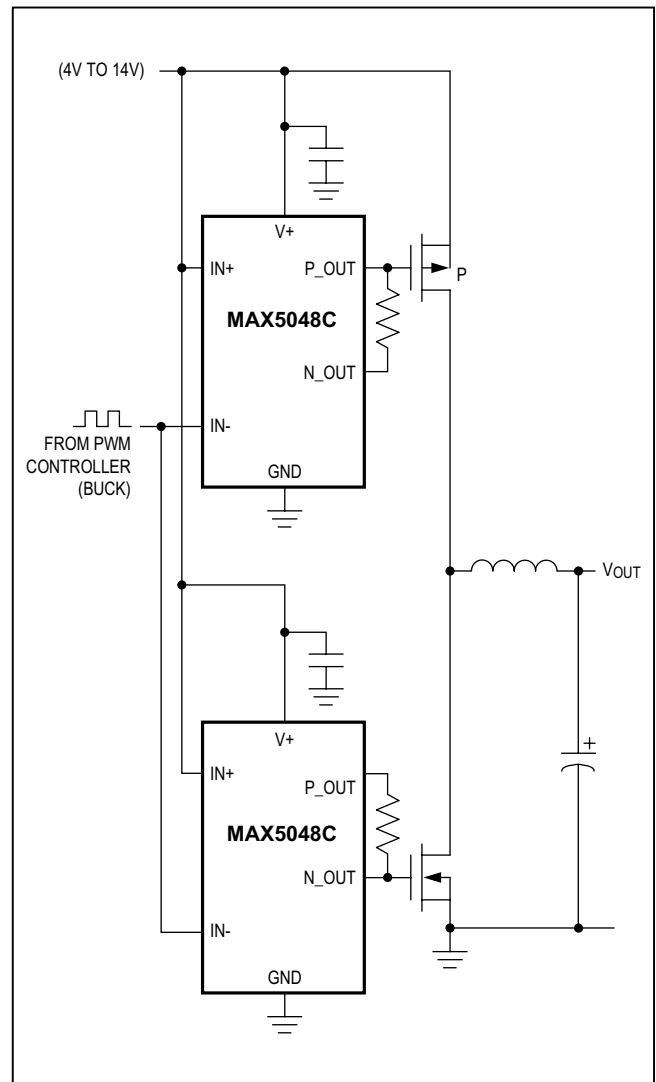 (4V TO 14V)
V+
IN+
P_OUT
P
MAX5048C
N_OUT
IN-
FROM PWM
CONTROLLER
(BUCK)
GND
VOUT
V+
+
IN+
P_OUT
MAX5048C
N_OUT
IN-
GND